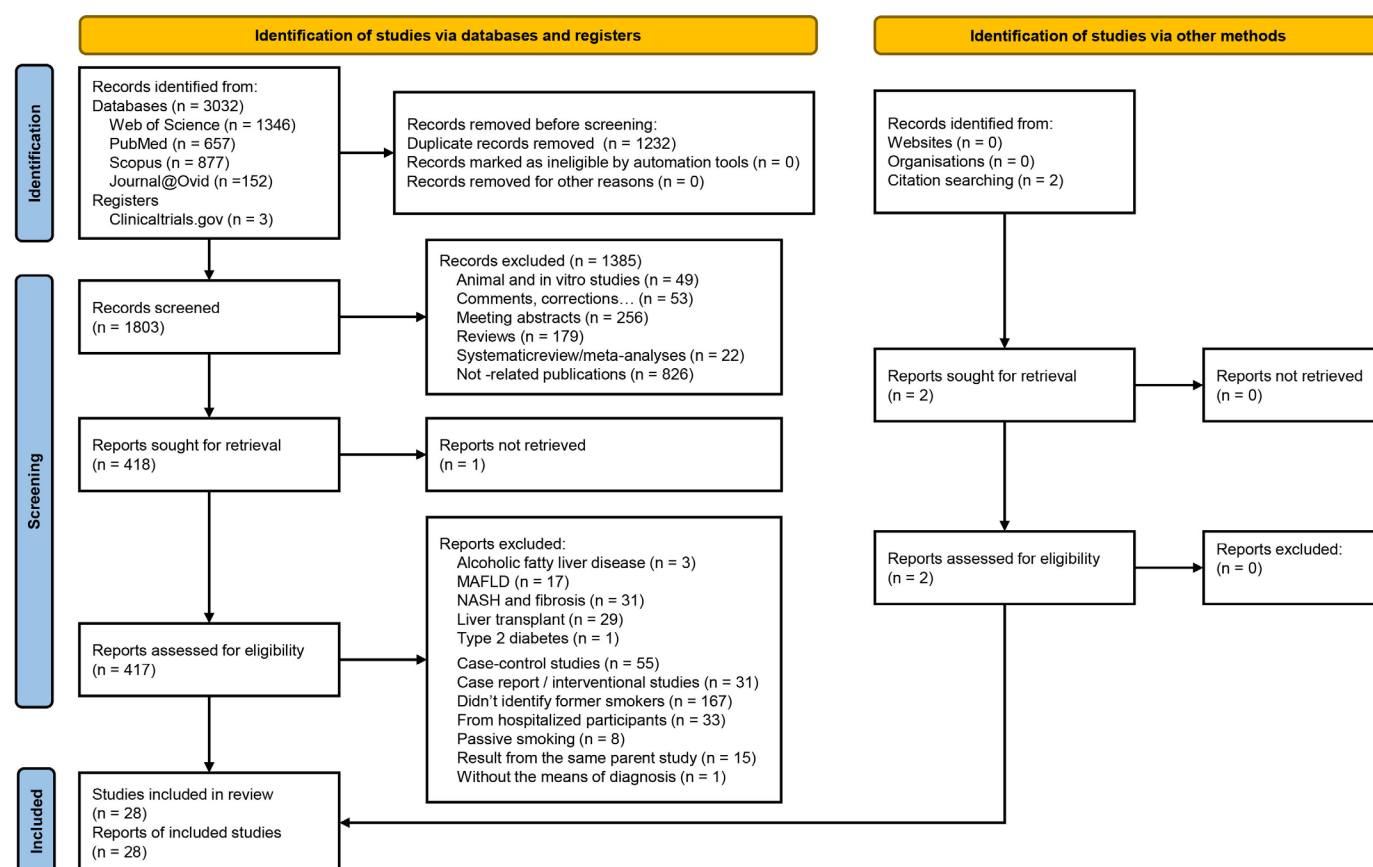 Identification of studies via databases and registers
Identification of studies via other methods
Identification
Records identified from:
Databases (n = 3032)
Web of Science (n = 1346)
PubMed (n = 657)
Scopus (n = 877)
Journal@Ovid (n =152)
Registers
Clinicaltrials.gov (n = 3)
Records removed before screening:
Duplicate records removed  (n = 1232)
Records marked as ineligible by automation tools (n = 0)
Records removed for other reasons (n = 0)
Records identified from:
Websites (n = 0)
Organisations (n = 0)
Citation searching (n = 2)
Screening
Records screened
(n = 1803)
Records excluded (n = 1385)
Animal and in vitro studies (n = 49)
Comments, corrections… (n = 53)
Meeting abstracts (n = 256)
Reviews (n = 179)
Systematicreview/meta-analyses (n = 22)
Not -related publications (n = 826)
Reports sought for retrieval
(n = 418)
Reports not retrieved
(n = 1)
Reports sought for retrieval
(n = 2)
Reports not retrieved
(n = 0)
Reports assessed for eligibility
(n = 417)
Reports excluded:
Alcoholic fatty liver disease (n = 3)
MAFLD (n = 17)
NASH and fibrosis (n = 31)
Liver transplant (n = 29)
Type 2 diabetes (n = 1)
Case-control studies (n = 55)
Case report / interventional studies (n = 31)
Didn’t identify former smokers (n = 167)
From hospitalized participants (n = 33)
Passive smoking (n = 8)
Result from the same parent study (n = 15)
Without the means of diagnosis (n = 1)
Reports assessed for eligibility
(n = 2)
Reports excluded:
(n = 0)
Included
Studies included in review
(n = 28)
Reports of included studies
(n = 28)